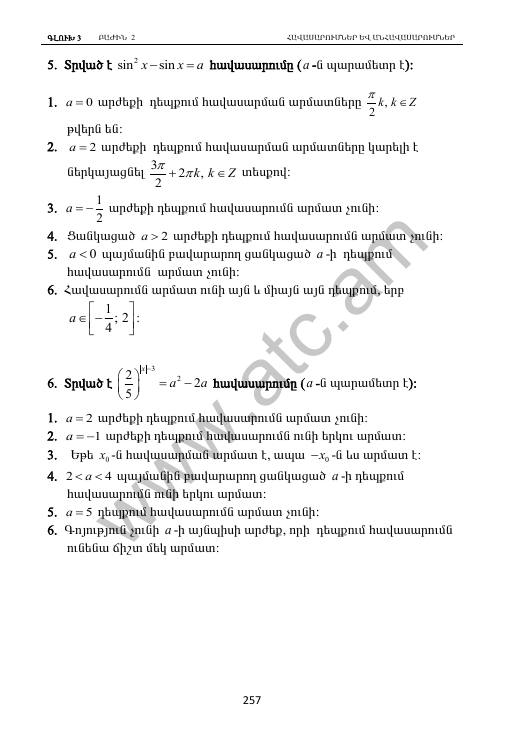 ԳԼՈՒԽ 3 ԲԱԺԻՆ 2 ՀԱՎԱՍԱՐՈՒՄՆԵՐ ԵՎ ԱՆՀԱՎԱՍԱՐՈՒՄՆԵՐ
5. Տրված է sin² x − sin x = a հավասարումը (a -ն պարամետր է):
1. a = 0 արժեքի դեպքում հավասարման արմատները π/2 k, k ∈ Z
թվերն են:
2. a = 2 արժեքի դեպքում հավասարման արմատները կարելի է
ներկայացնել 3π/2 + 2πk, k ∈ Z տեսքով:
3. a = −1/2 արժեքի դեպքում հավասարումն արմատ չունի:
4. Ցանկացած a > 2 արժեքի դեպքում հավասարումն արմատ չունի:
5. a < 0 պայմանին բավարարող ցանկացած a -ի դեպքում
հավասարումն արմատ չունի:
6. Հավասարումն արմատ ունի այն և միայն այն դեպքում, երբ
a ∈ [−1/4; 2]:
6. Տրված է (2/5)^(|x|−3) = a² − 2a հավասարումը (a -ն պարամետր է):
1. a = 2 արժեքի դեպքում հավասարումն արմատ չունի:
2. a = −1 արժեքի դեպքում հավասարումն ունի երկու արմատ:
3. Եթե x₀ -ն հավասարման արմատ է, ապա −x₀ -ն ևս արմատ է:
4. 2 < a < 4 պայմանին բավարարող ցանկացած a -ի դեպքում
հավասարումն ունի երկու արմատ:
5. a = 5 դեպքում հավասարումն արմատ չունի:
6. Գոյություն չունի a -ի այնպիսի արժեք, որի դեպքում հավասարումն
ունենա ճիշտ մեկ արմատ:
www.atc.am
257